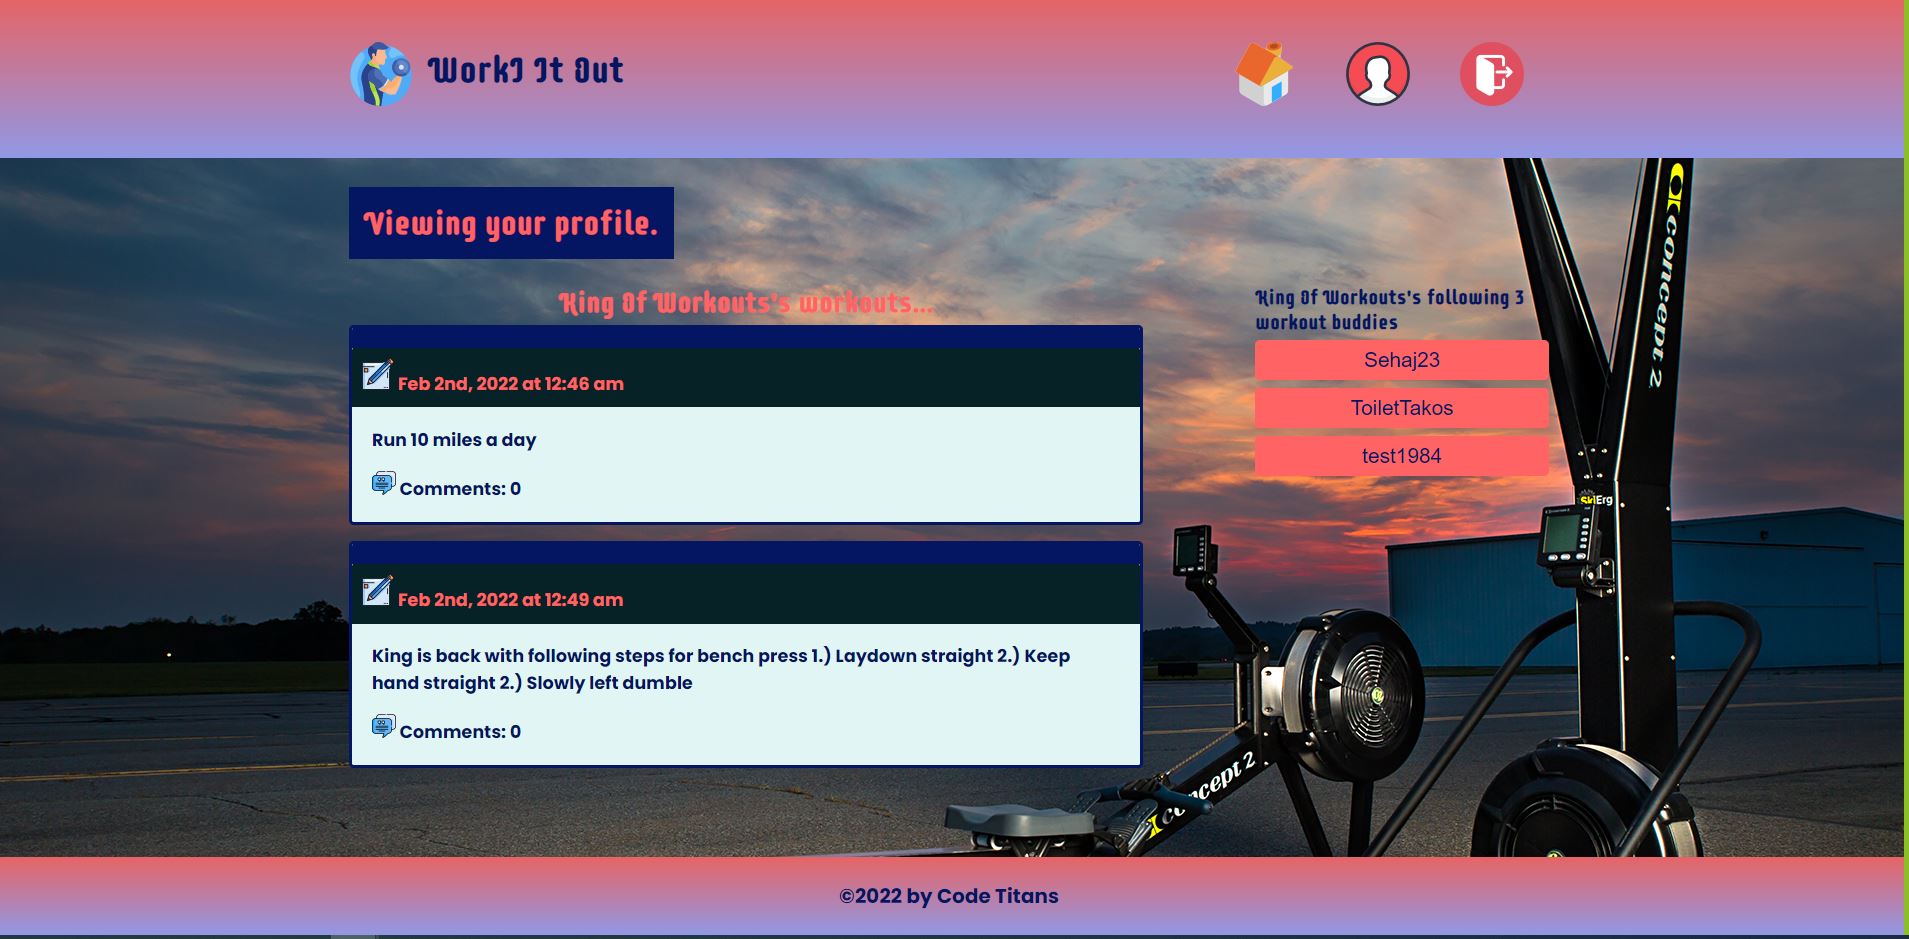 WorkI It Out
Viewing your profile.
King Of Workouts's workouts...
Feb 2nd, 2022 at 12:46 am
Run 10 miles a day
Comments: 0
Feb 2nd, 2022 at 12:49 am
King is back with following steps for bench press 1.) Laydown straight 2.) Keep
hand straight 2.) Slowly left dumble
Comments: 0
King Of Workouts's following 3
workout buddies
Sehaj23
ToiletTakos
test1984
concept 2
SkiErg
concept 2
©2022 by Code Titans